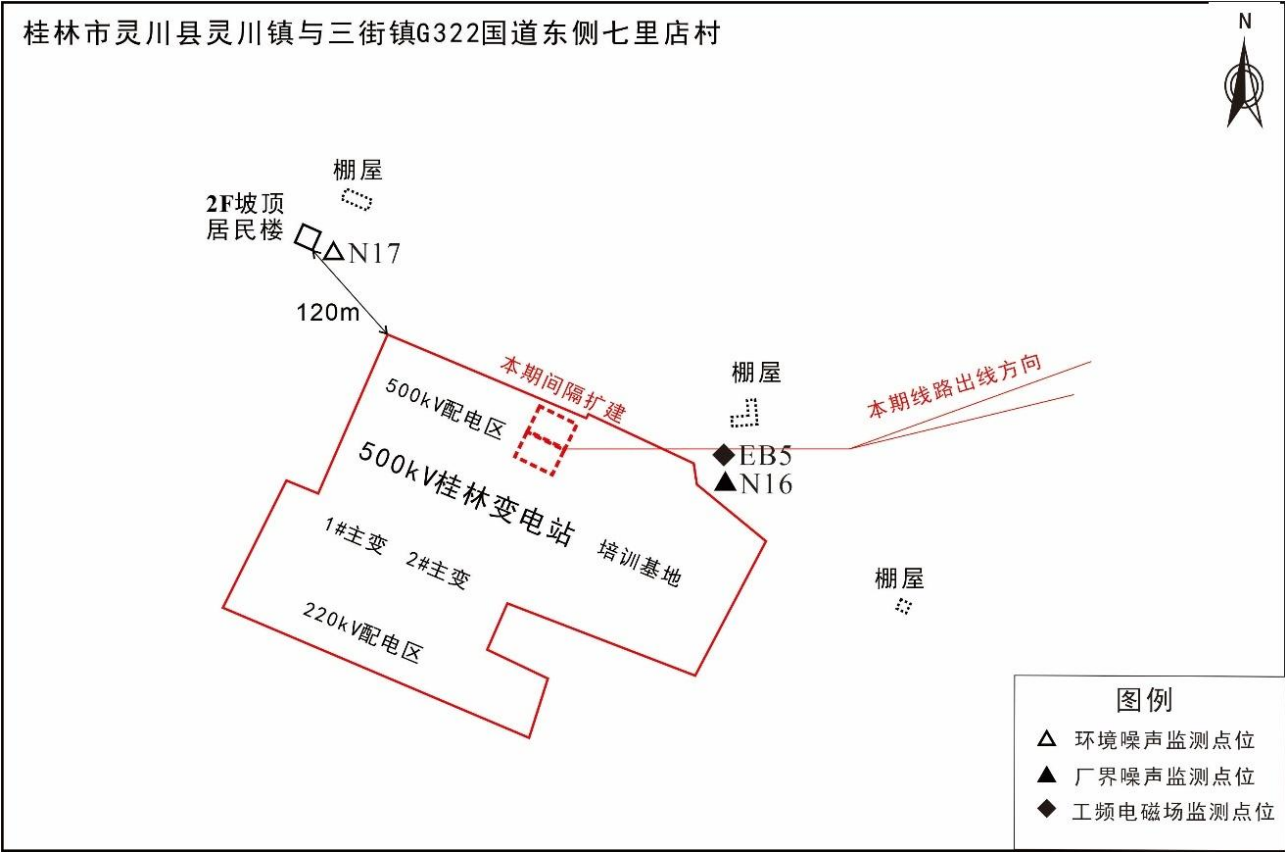 桂林市灵川县灵川镇与三街镇G322国道东侧七里店村
N
棚屋
2F坡顶
居民楼
N17
120m
本期间隔扩建
棚屋
本期线路出线方向
500kV配电区
EB5
500kV桂林变电站
N16
1#主变
2#主变
培训基地
棚屋
220kV配电区
图例
环境噪声监测点位
厂界噪声监测点位
工频电磁场监测点位